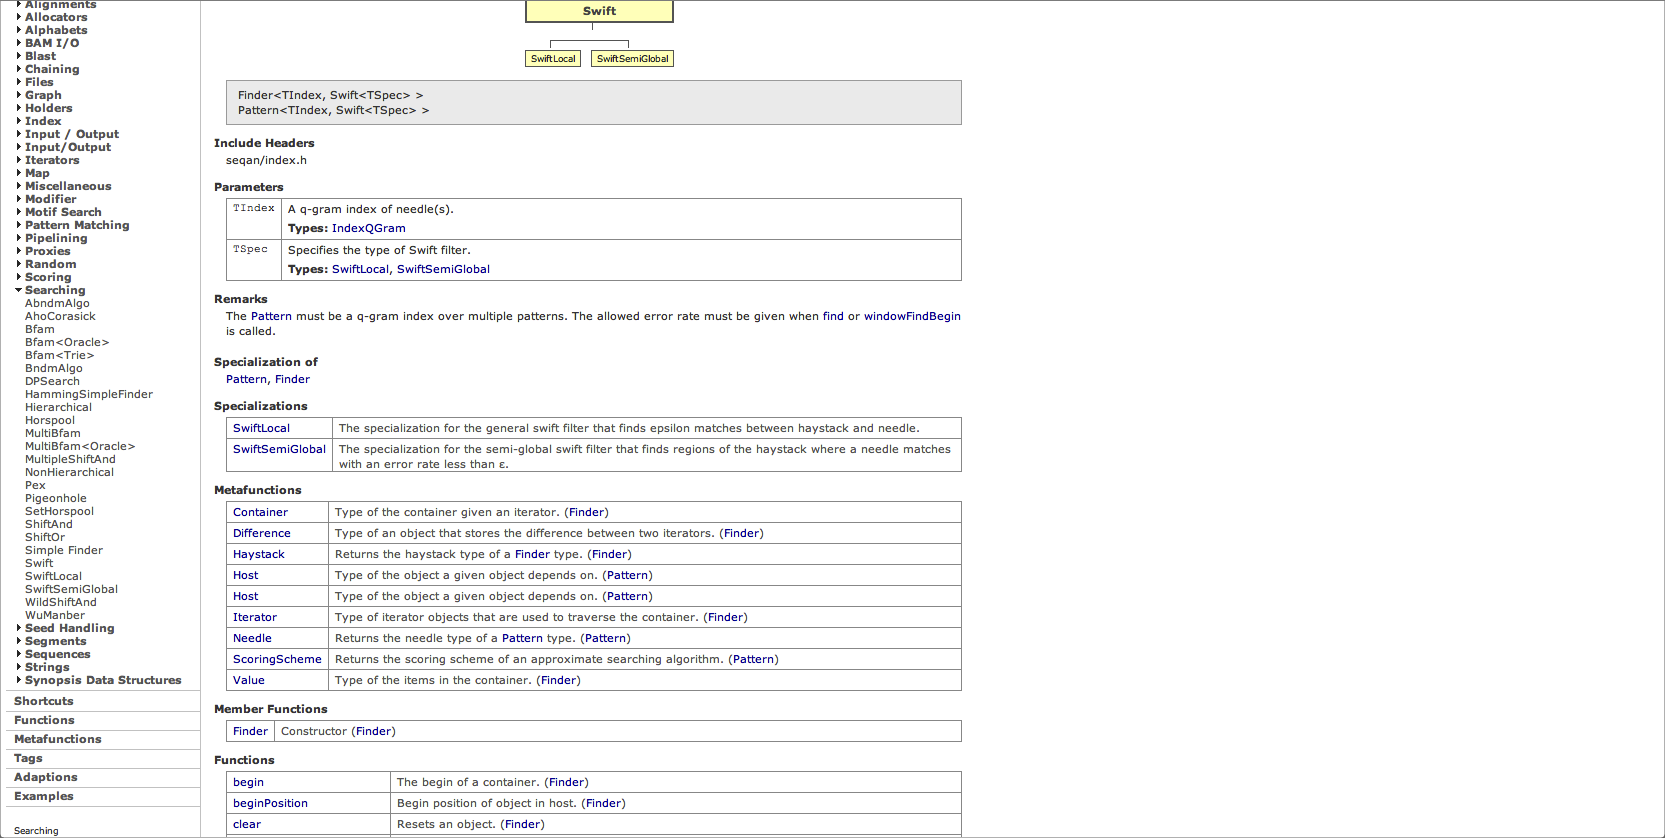 Alignments
Allocators
Alphabets
BAM I/O
Blast
Chaining
Files
Graph
Holders
Index
Input / Output
Input/Output
Iterators
Map
Miscellaneous
Modifier
Motif Search
Pattern Matching
Pipelining
Proxies
Random
Scoring
Searching
AbndmAlgo
AhoCorasick
Bfam
Bfam<Oracle>
Bfam<Trie>
BndmAlgo
DPSearch
HammingSimpleFinder
Hierarchical
Horspool
MultiBfam
MultiBfam<Oracle>
MultipleShiftAnd
NonHierarchical
Pex
Pigeonhole
SetHorspool
ShiftAnd
ShiftOr
Simple Finder
Swift
SwiftLocal
SwiftSemiGlobal
WildShiftAnd
WuManber
Seed Handling
Segments
Sequences
Strings
Synopsis Data Structures
Shortcuts
Functions
Metafunctions
Tags
Adaptions
Examples
Searching
Swift
SwiftLocal SwiftSemiGlobal
Finder<TIndex, Swift<TSpec> >
Pattern<TIndex, Swift<TSpec> >
Include Headers
seqan/index.h
Parameters
TIndex A q-gram index of needle(s).
Types: IndexQGram
TSpec Specifies the type of Swift filter.
Types: SwiftLocal, SwiftSemiGlobal
Remarks
The Pattern must be a q-gram index over multiple patterns. The allowed error rate must be given when find or windowFindBegin
is called.
Specialization of
Pattern, Finder
Specializations
SwiftLocal The specialization for the general swift filter that finds epsilon matches between haystack and needle.
SwiftSemiGlobal The specialization for the semi-global swift filter that finds regions of the haystack where a needle matches
with an error rate less than ε.
Metafunctions
Container Type of the container given an iterator. (Finder)
Difference Type of an object that stores the difference between two iterators. (Finder)
Haystack Returns the haystack type of a Finder type. (Finder)
Host Type of the object a given object depends on. (Pattern)
Host Type of the object a given object depends on. (Pattern)
Iterator Type of iterator objects that are used to traverse the container. (Finder)
Needle Returns the needle type of a Pattern type. (Pattern)
ScoringScheme Returns the scoring scheme of an approximate searching algorithm. (Pattern)
Value Type of the items in the container. (Finder)
Member Functions
Finder Constructor (Finder)
Functions
begin The begin of a container. (Finder)
beginPosition Begin position of object in host. (Finder)
clear Resets an object. (Finder)